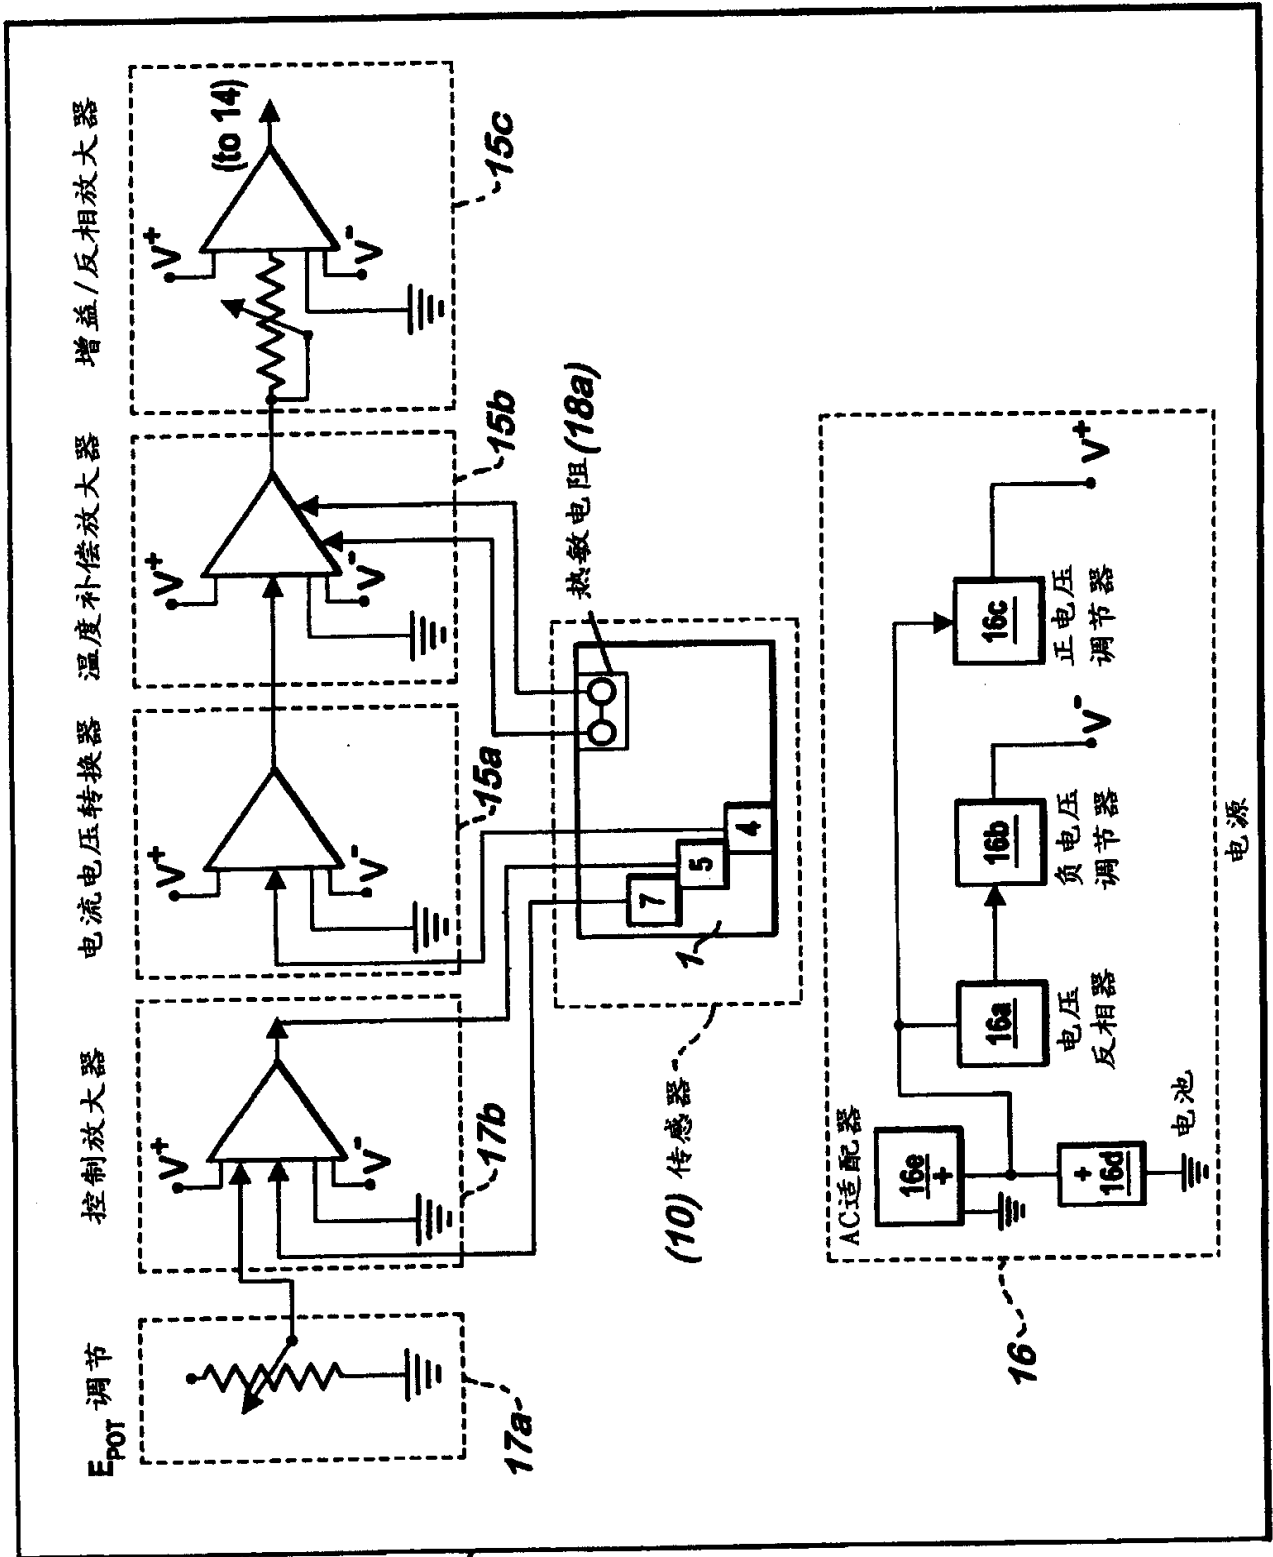 E_POT 调节
控制放大器
电流电压转换器
温度补偿放大器
增益/反相放大器
V+
V-
V+
V-
V+
V-
V+
V-
(to 14)
17a
17b
15a
15b
15c
热敏电阻(18a)
7
5
4
1
(10) 传感器
AC适配器
16e
+
+
16d
电池
16a
电压
反相器
16b
负电压
调节器
V-
16c
正电压
调节器
V+
16
电源